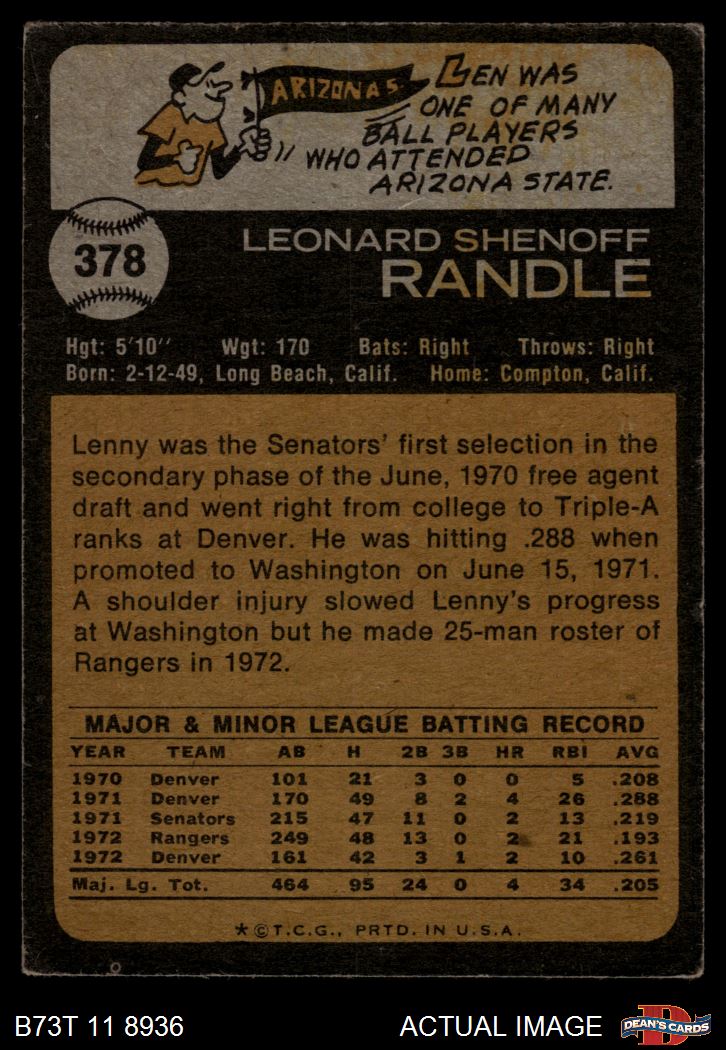 ARIZONA S
LEN WAS
ONE OF MANY
BALL PLAYERS
WHO ATTENDED
ARIZONA STATE.
378
LEONARD SHENOFF
RANDLE
Hgt: 5'10" Wgt: 170 Bats: Right Throws: Right
Born: 2-12-49, Long Beach, Calif. Home: Compton, Calif.
Lenny was the Senators' first selection in the
secondary phase of the June, 1970 free agent
draft and went right from college to Triple-A
ranks at Denver. He was hitting .288 when
promoted to Washington on June 15, 1971.
A shoulder injury slowed Lenny's progress
at Washington but he made 25-man roster of
Rangers in 1972.
MAJOR & MINOR LEAGUE BATTING RECORD
YEAR TEAM AB H 2B 3B HR RBI AVG
1970 Denver 101 21 3 0 0 5 .208
1971 Denver 170 49 8 2 4 26 .288
1971 Senators 215 47 11 0 2 13 .219
1972 Rangers 249 48 13 0 2 21 .193
1972 Denver 161 42 3 1 2 10 .261
Maj. Lg. Tot. 464 95 24 0 4 34 .205
★©T.C.G., PRTD. IN U.S.A.
B73T 11 8936 ACTUAL IMAGE
D
DEAN'S CARDS